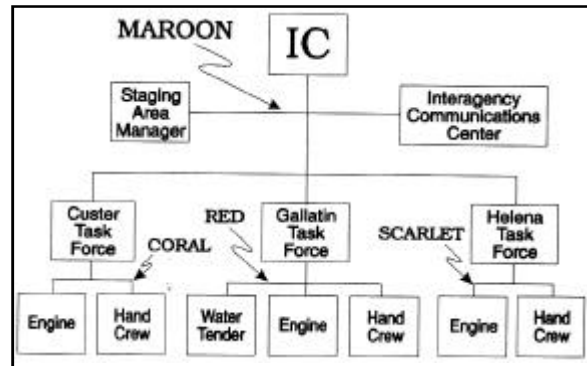 MAROON
IC
Staging
Area
Manager
Interagency
Communications
Center
Custer
Task
Force
CORAL
RED
Gallatin
Task
Force
SCARLET
Helena
Task
Force
Engine
Hand
Crew
Water
Tender
Engine
Hand
Crew
Engine
Hand
Crew